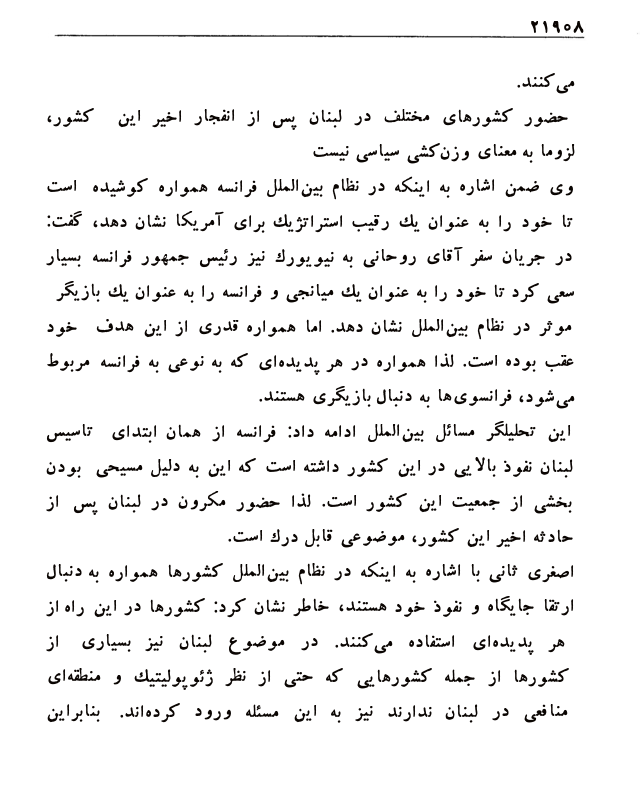 ۲۱۹۰۸
می‌کنند.
حضور کشورهای مختلف در لبنان پس از انفجار اخیر این کشور،
لزوما به معنای وزن‌کشی سیاسی نیست
وی ضمن اشاره به اینکه در نظام بین‌الملل فرانسه همواره کوشیده است
تا خود را به عنوان یك رقیب استراتژیك برای آمریکا نشان دهد، گفت:
در جریان سفر آقای روحانی به نیویورك نیز رئیس جمهور فرانسه بسیار
سعی کرد تا خود را به عنوان یك میانجی و فرانسه را به عنوان یك بازیگر
موثر در نظام بین‌الملل نشان دهد. اما همواره قدری از این هدف خود
عقب بوده است. لذا همواره در هر پدیده‌ای که به نوعی به فرانسه مربوط
می‌شود، فرانسوی‌ها به دنبال بازیگری هستند.
این تحلیلگر مسائل بین‌الملل ادامه داد: فرانسه از همان ابتدای تاسیس
لبنان نفوذ بالایی در این کشور داشته است که این به دلیل مسیحی بودن
بخشی از جمعیت این کشور است. لذا حضور مکرون در لبنان پس از
حادثه اخیر این کشور، موضوعی قابل درك است.
اصغری ثانی با اشاره به اینکه در نظام بین‌الملل کشورها همواره به دنبال
ارتقا جایگاه و نفوذ خود هستند، خاطر نشان کرد: کشورها در این راه از
هر پدیده‌ای استفاده می‌کنند. در موضوع لبنان نیز بسیاری از
کشورها از جمله کشورهایی که حتی از نظر ژئوپولیتیك و منطقه‌ای
منافعی در لبنان ندارند نیز به این مسئله ورود کرده‌اند. بنابراین